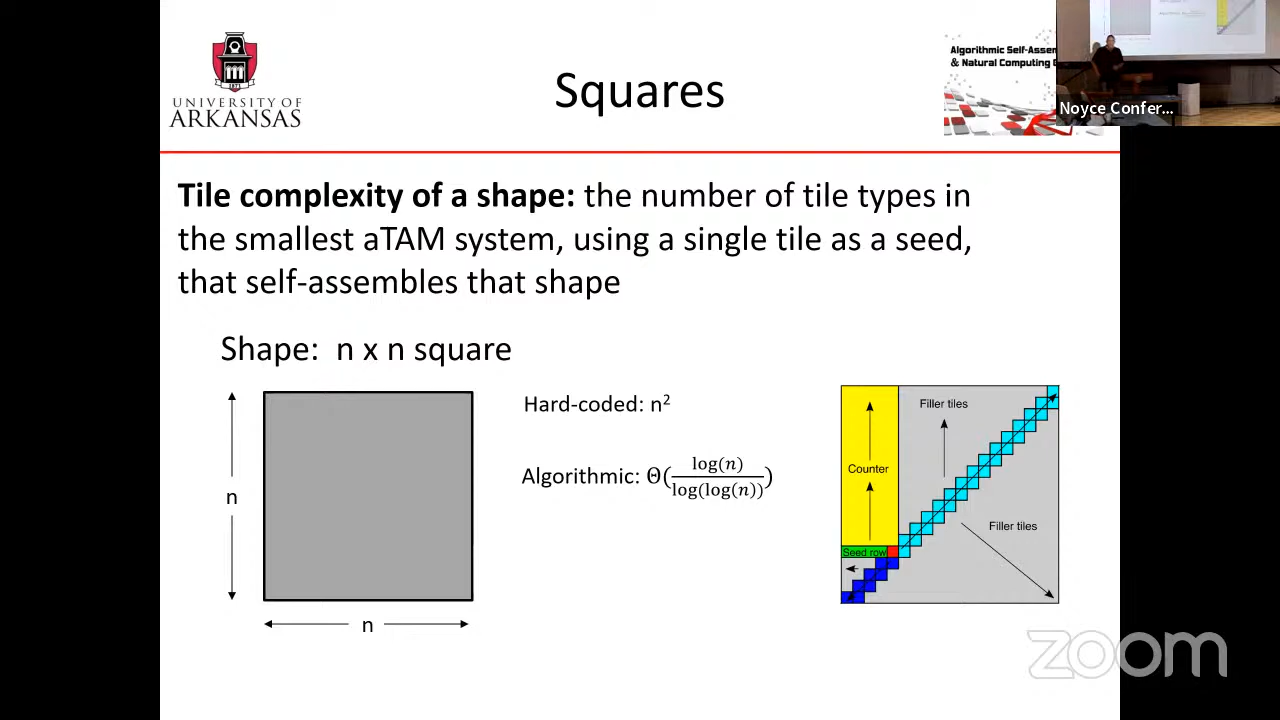 UNIVERSITY OF
ARKANSAS
1871
Squares
Algorithmic Self-Assem
& Natural Computing
Noyce Confer...
Tile complexity of a shape: the number of tile types in
the smallest aTAM system, using a single tile as a seed,
that self-assembles that shape
Shape: n x n square
n
n
Hard-coded: n²
Algorithmic: Θ(log(n)/log(log(n)))
Filler tiles
Counter
Filler tiles
Seed row
zoom